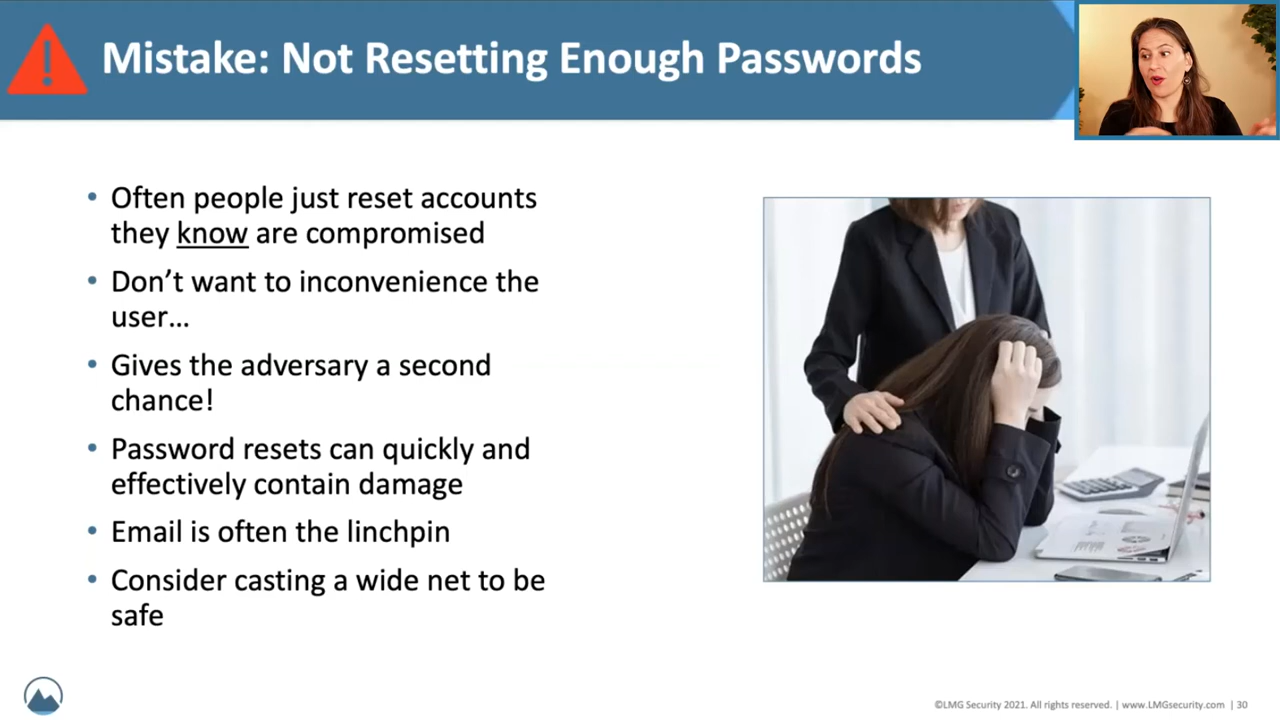 Mistake: Not Resetting Enough Passwords
• Often people just reset accounts
they know are compromised
• Don’t want to inconvenience the
user…
• Gives the adversary a second
chance!
• Password resets can quickly and
effectively contain damage
• Email is often the linchpin
• Consider casting a wide net to be
safe
©LMG Security 2021. All rights reserved. | www.LMGsecurity.com | 30